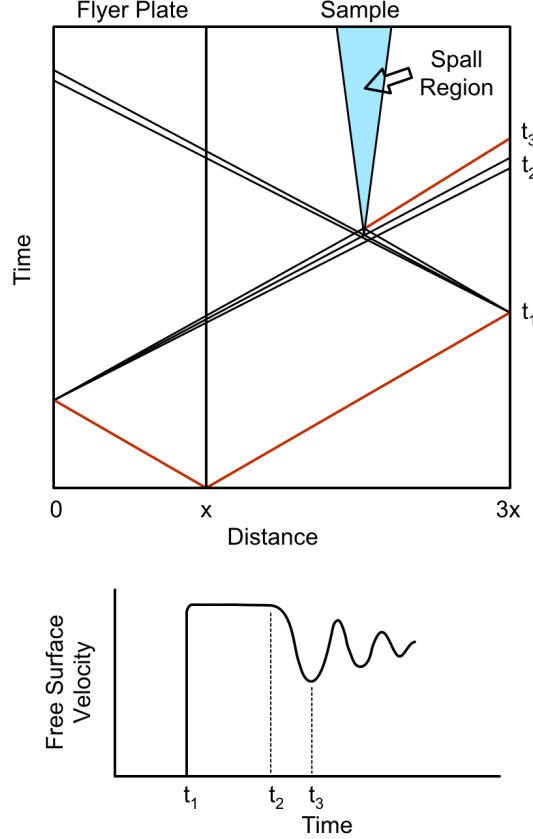 Flyer Plate
Sample
Spall
Region
t3
t2
t1
Time
0
x
3x
Distance
Free Surface
Velocity
t1
t2
t3
Time